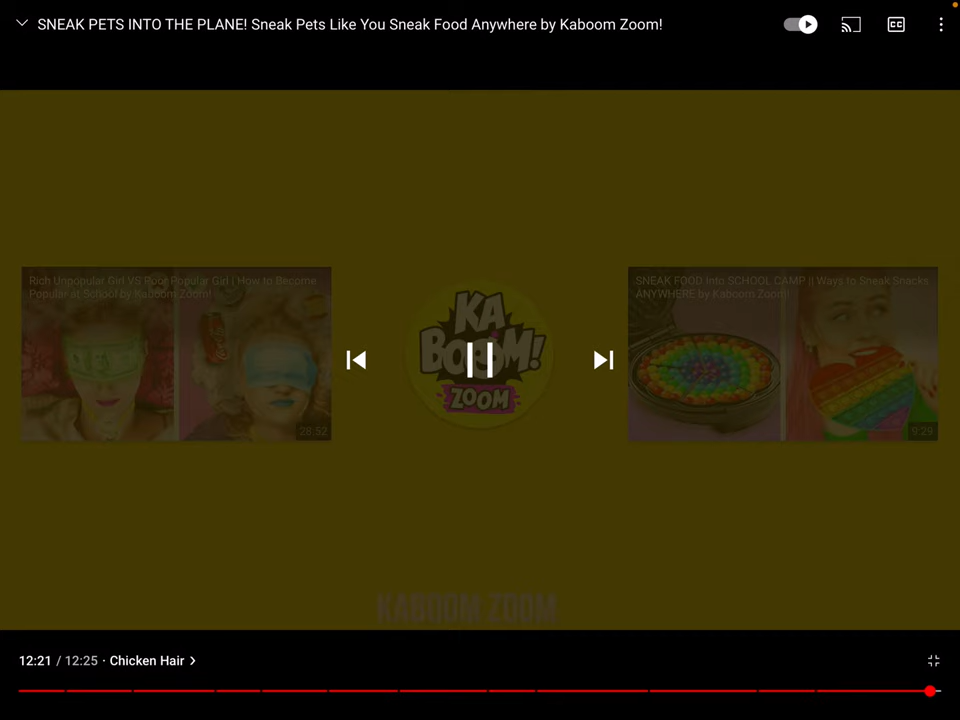 SNEAK PETS INTO THE PLANE! Sneak Pets Like You Sneak Food Anywhere by Kaboom Zoom!
CC
Rich Unpopular Girl VS Poor Popular Girl | How to Become
Popular at School by Kaboom Zoom!
28:52
KA
BOOM!
ZOOM
SNEAK FOOD Into SCHOOL CAMP || Ways to Sneak Snacks
ANYWHERE by Kaboom Zoom!!
9:29
KABOOM ZOOM
12:21 / 12:25 · Chicken Hair